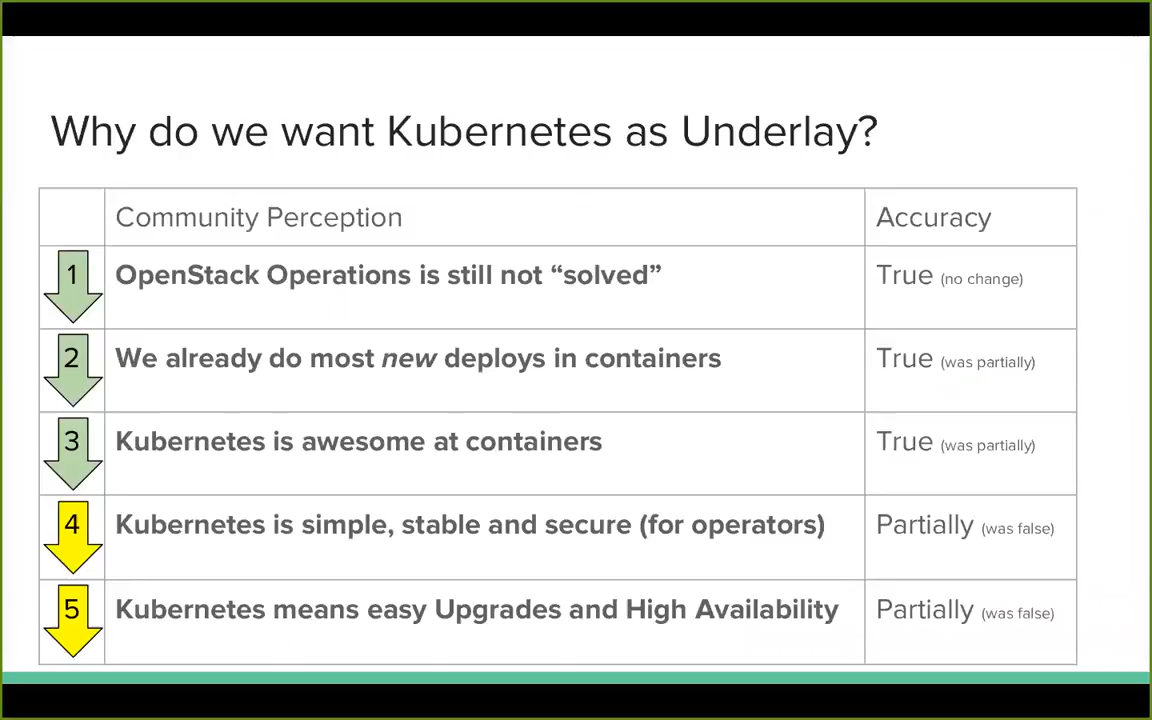 Why do we want Kubernetes as Underlay?
Community Perception
Accuracy
1
OpenStack Operations is still not “solved”
True (no change)
2
We already do most new deploys in containers
True (was partially)
3
Kubernetes is awesome at containers
True (was partially)
4
Kubernetes is simple, stable and secure (for operators)
Partially (was false)
5
Kubernetes means easy Upgrades and High Availability
Partially (was false)